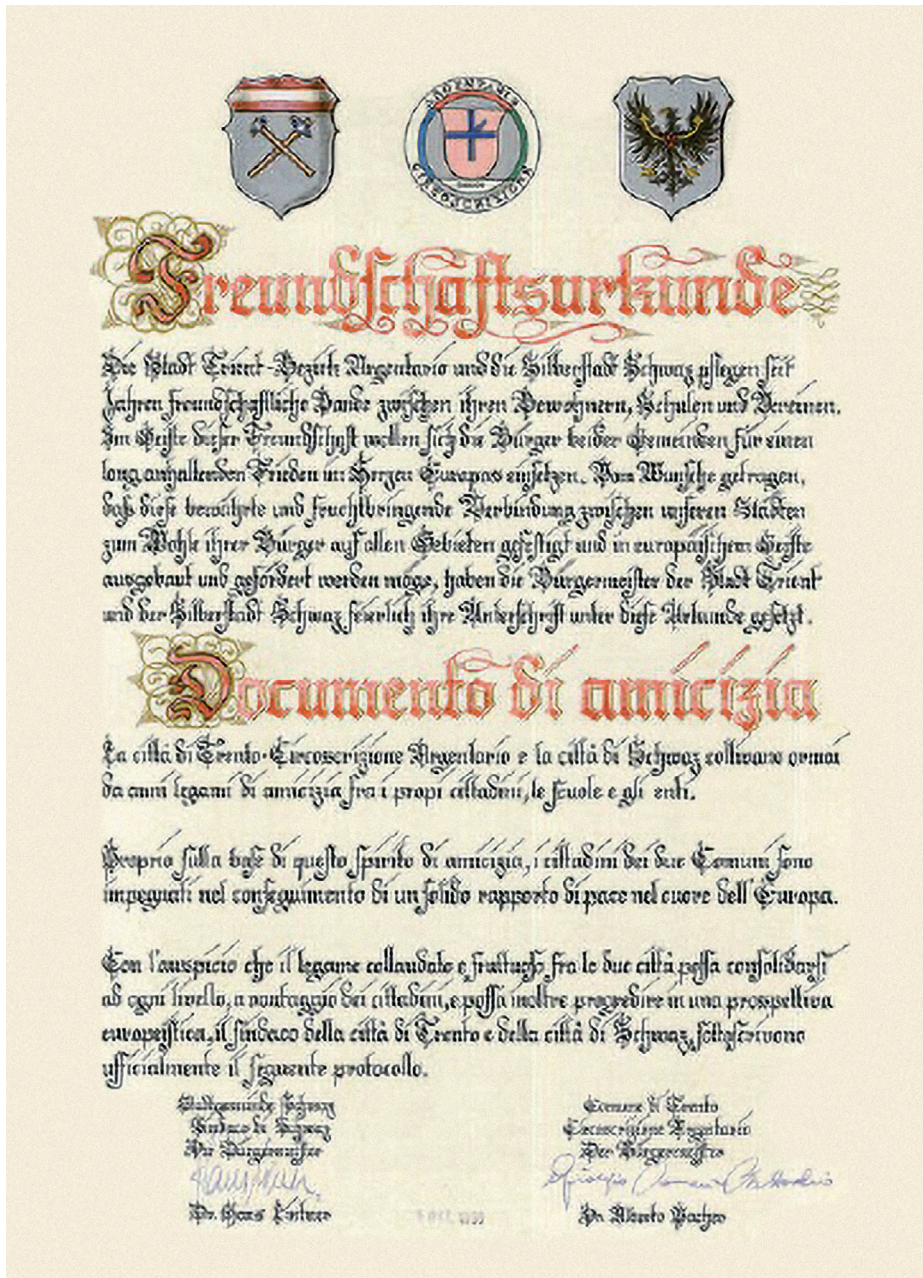 ARGENTARIO
CIRCOSCRIZIONE
Freundschaftsurkunde
Die Stadt Trient-Bezirk Argentario und die Silberstadt Schwaz pflegen seit
Jahren freundschaftliche Bande zwischen ihren Bewohnern, Schulen und Vereinen.
Im Geiste dieser Freundschaft wollen sich die Bürger beider Gemeinden für einen
lang anhaltenden Frieden im Herzen Europas einsetzen. Vom Wunsche getragen,
daß diese bewährte und fruchtbringende Verbindung zwischen unseren Städten
zum Wohle ihrer Bürger auf allen Gebieten gefestigt und in europäischem Geiste
ausgebaut und gefördert werden möge, haben die Bürgermeister der Stadt Trient
und der Silberstadt Schwaz feierlich ihre Unterschrift unter diese Urkunde gesetzt.
Documento di amicizia
La città di Trento-Circoscrizione Argentario e la città di Schwaz coltivano ormai
da anni legami di amicizia fra i propi cittadini, le scuole e gli enti.
Proprio sulla base di questo spirito di amicizia, i cittadini dei due Comuni sono
impegnati nel conseguimento di un solido rapporto di pace nel cuore dell'Europa.
Con l'auspicio che il legame collaudato e fruttuoso fra le due città possa consolidarsi
ad ogni livello, a vantaggio dei cittadini, e possa inoltre progredire in una prospettiva
europeistica, il sindaco della città di Trento e della città di Schwaz, sottoscrivono
ufficialmente il seguente protocollo.
Stadtgemeinde Schwaz
Sindaco di Schwaz
Der Bürgermeister
Dr. Hans Lintner
Comune di Trento
Circoscrizione Argentario
Der Bürgermeister
Dr. Alberto Pacher